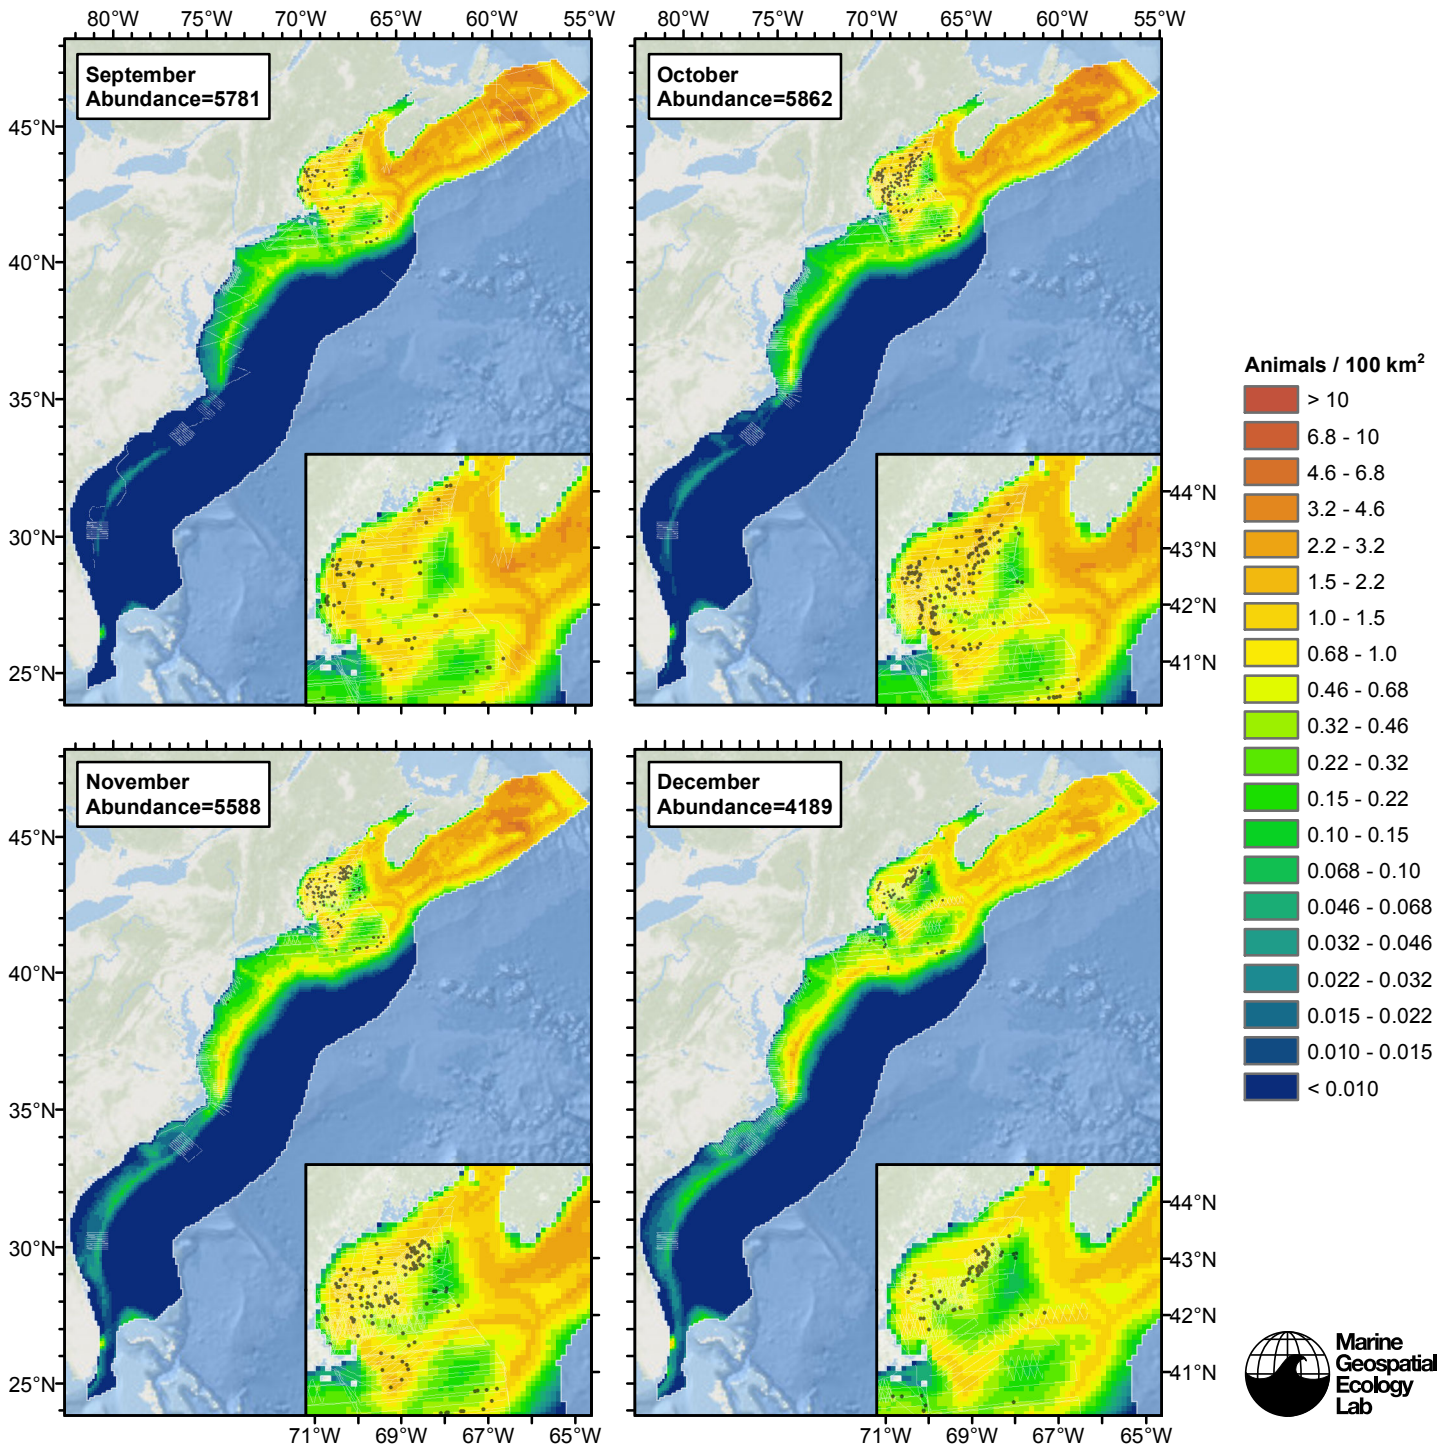 80°W 75°W 70°W 65°W 60°W 55°W 80°W 75°W 70°W 65°W 60°W 55°W
September
Abundance=5781
October
Abundance=5862
45°N
40°N
35°N
30°N
25°N
44°N
43°N
42°N
41°N
Animals / 100 km²
> 10
6.8 - 10
4.6 - 6.8
3.2 - 4.6
2.2 - 3.2
1.5 - 2.2
1.0 - 1.5
0.68 - 1.0
0.46 - 0.68
0.32 - 0.46
0.22 - 0.32
0.15 - 0.22
0.10 - 0.15
0.068 - 0.10
0.046 - 0.068
0.032 - 0.046
0.022 - 0.032
0.015 - 0.022
0.010 - 0.015
< 0.010
November
Abundance=5588
December
Abundance=4189
45°N
40°N
35°N
30°N
25°N
44°N
43°N
42°N
41°N
71°W 69°W 67°W 65°W 71°W 69°W 67°W 65°W
Marine
Geospatial
Ecology
Lab